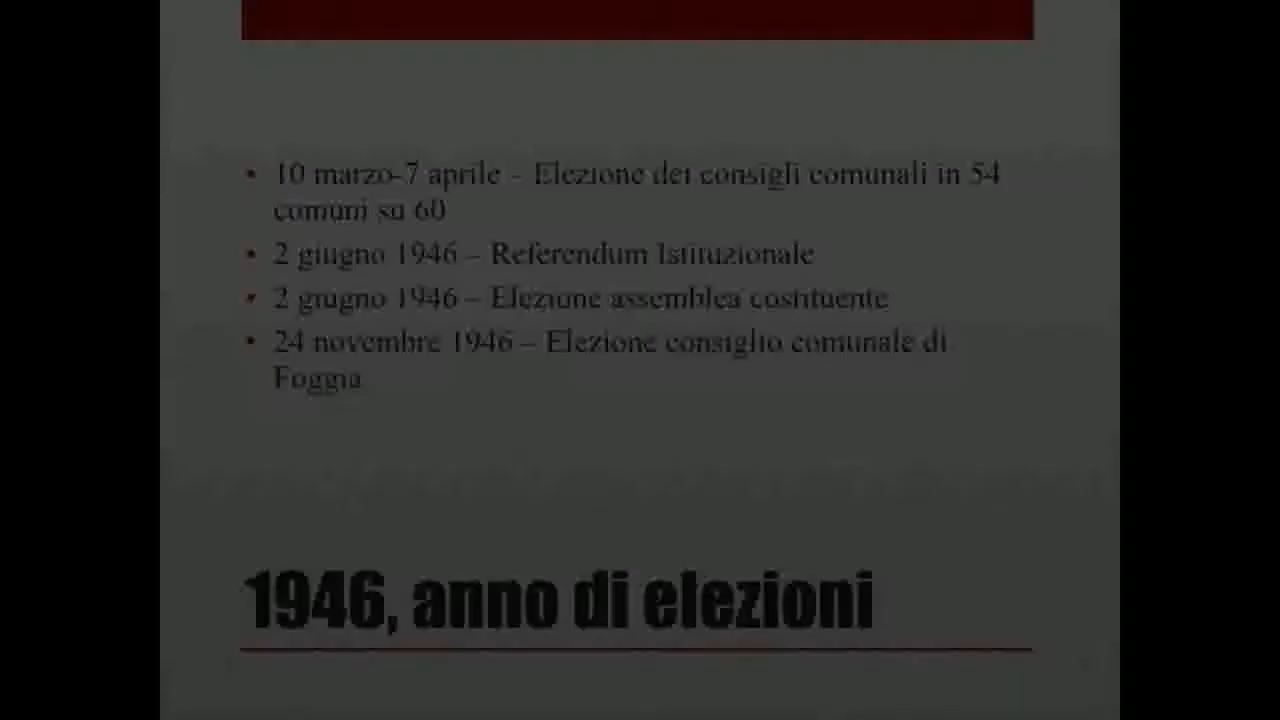 • 10 marzo-7 aprile – Elezione dei consigli comunali in 54
comuni su 60
• 2 giugno 1946 – Referendum Istituzionale
• 2 giugno 1946 – Elezione assemblea costituente
• 24 novembre 1946 – Elezione consiglio comunale di
Foggia
1946, anno di elezioni